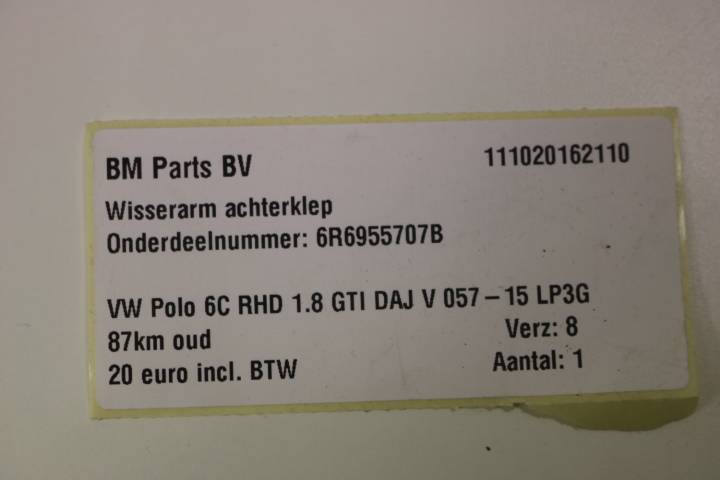 BM Parts BV 111020162110
Wisserarm achterklep
Onderdeelnummer: 6R6955707B
VW Polo 6C RHD 1.8 GTI DAJ V 057 – 15 LP3G
87km oud Verz: 8
20 euro incl. BTW Aantal: 1